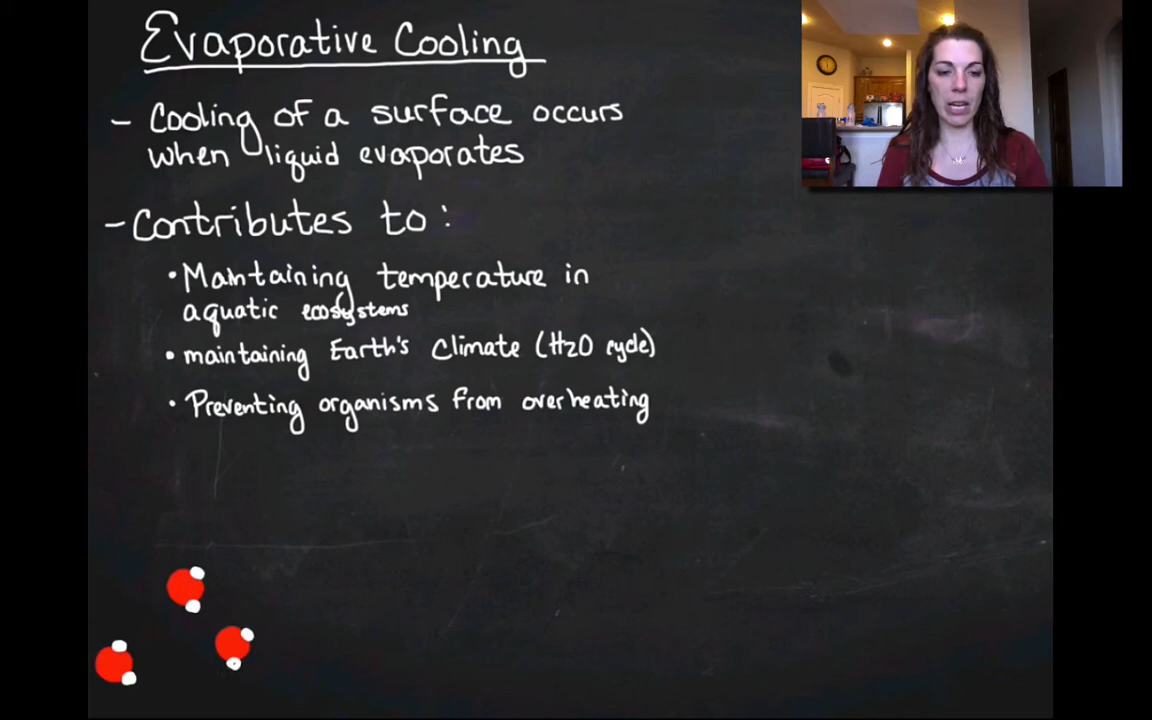 Evaporative Cooling
- Cooling of a surface occurs
when liquid evaporates
- Contributes to:
• Maintaining temperature in
aquatic ecosystems
• maintaining Earth's Climate (H2O cycle)
• Preventing organisms from overheating